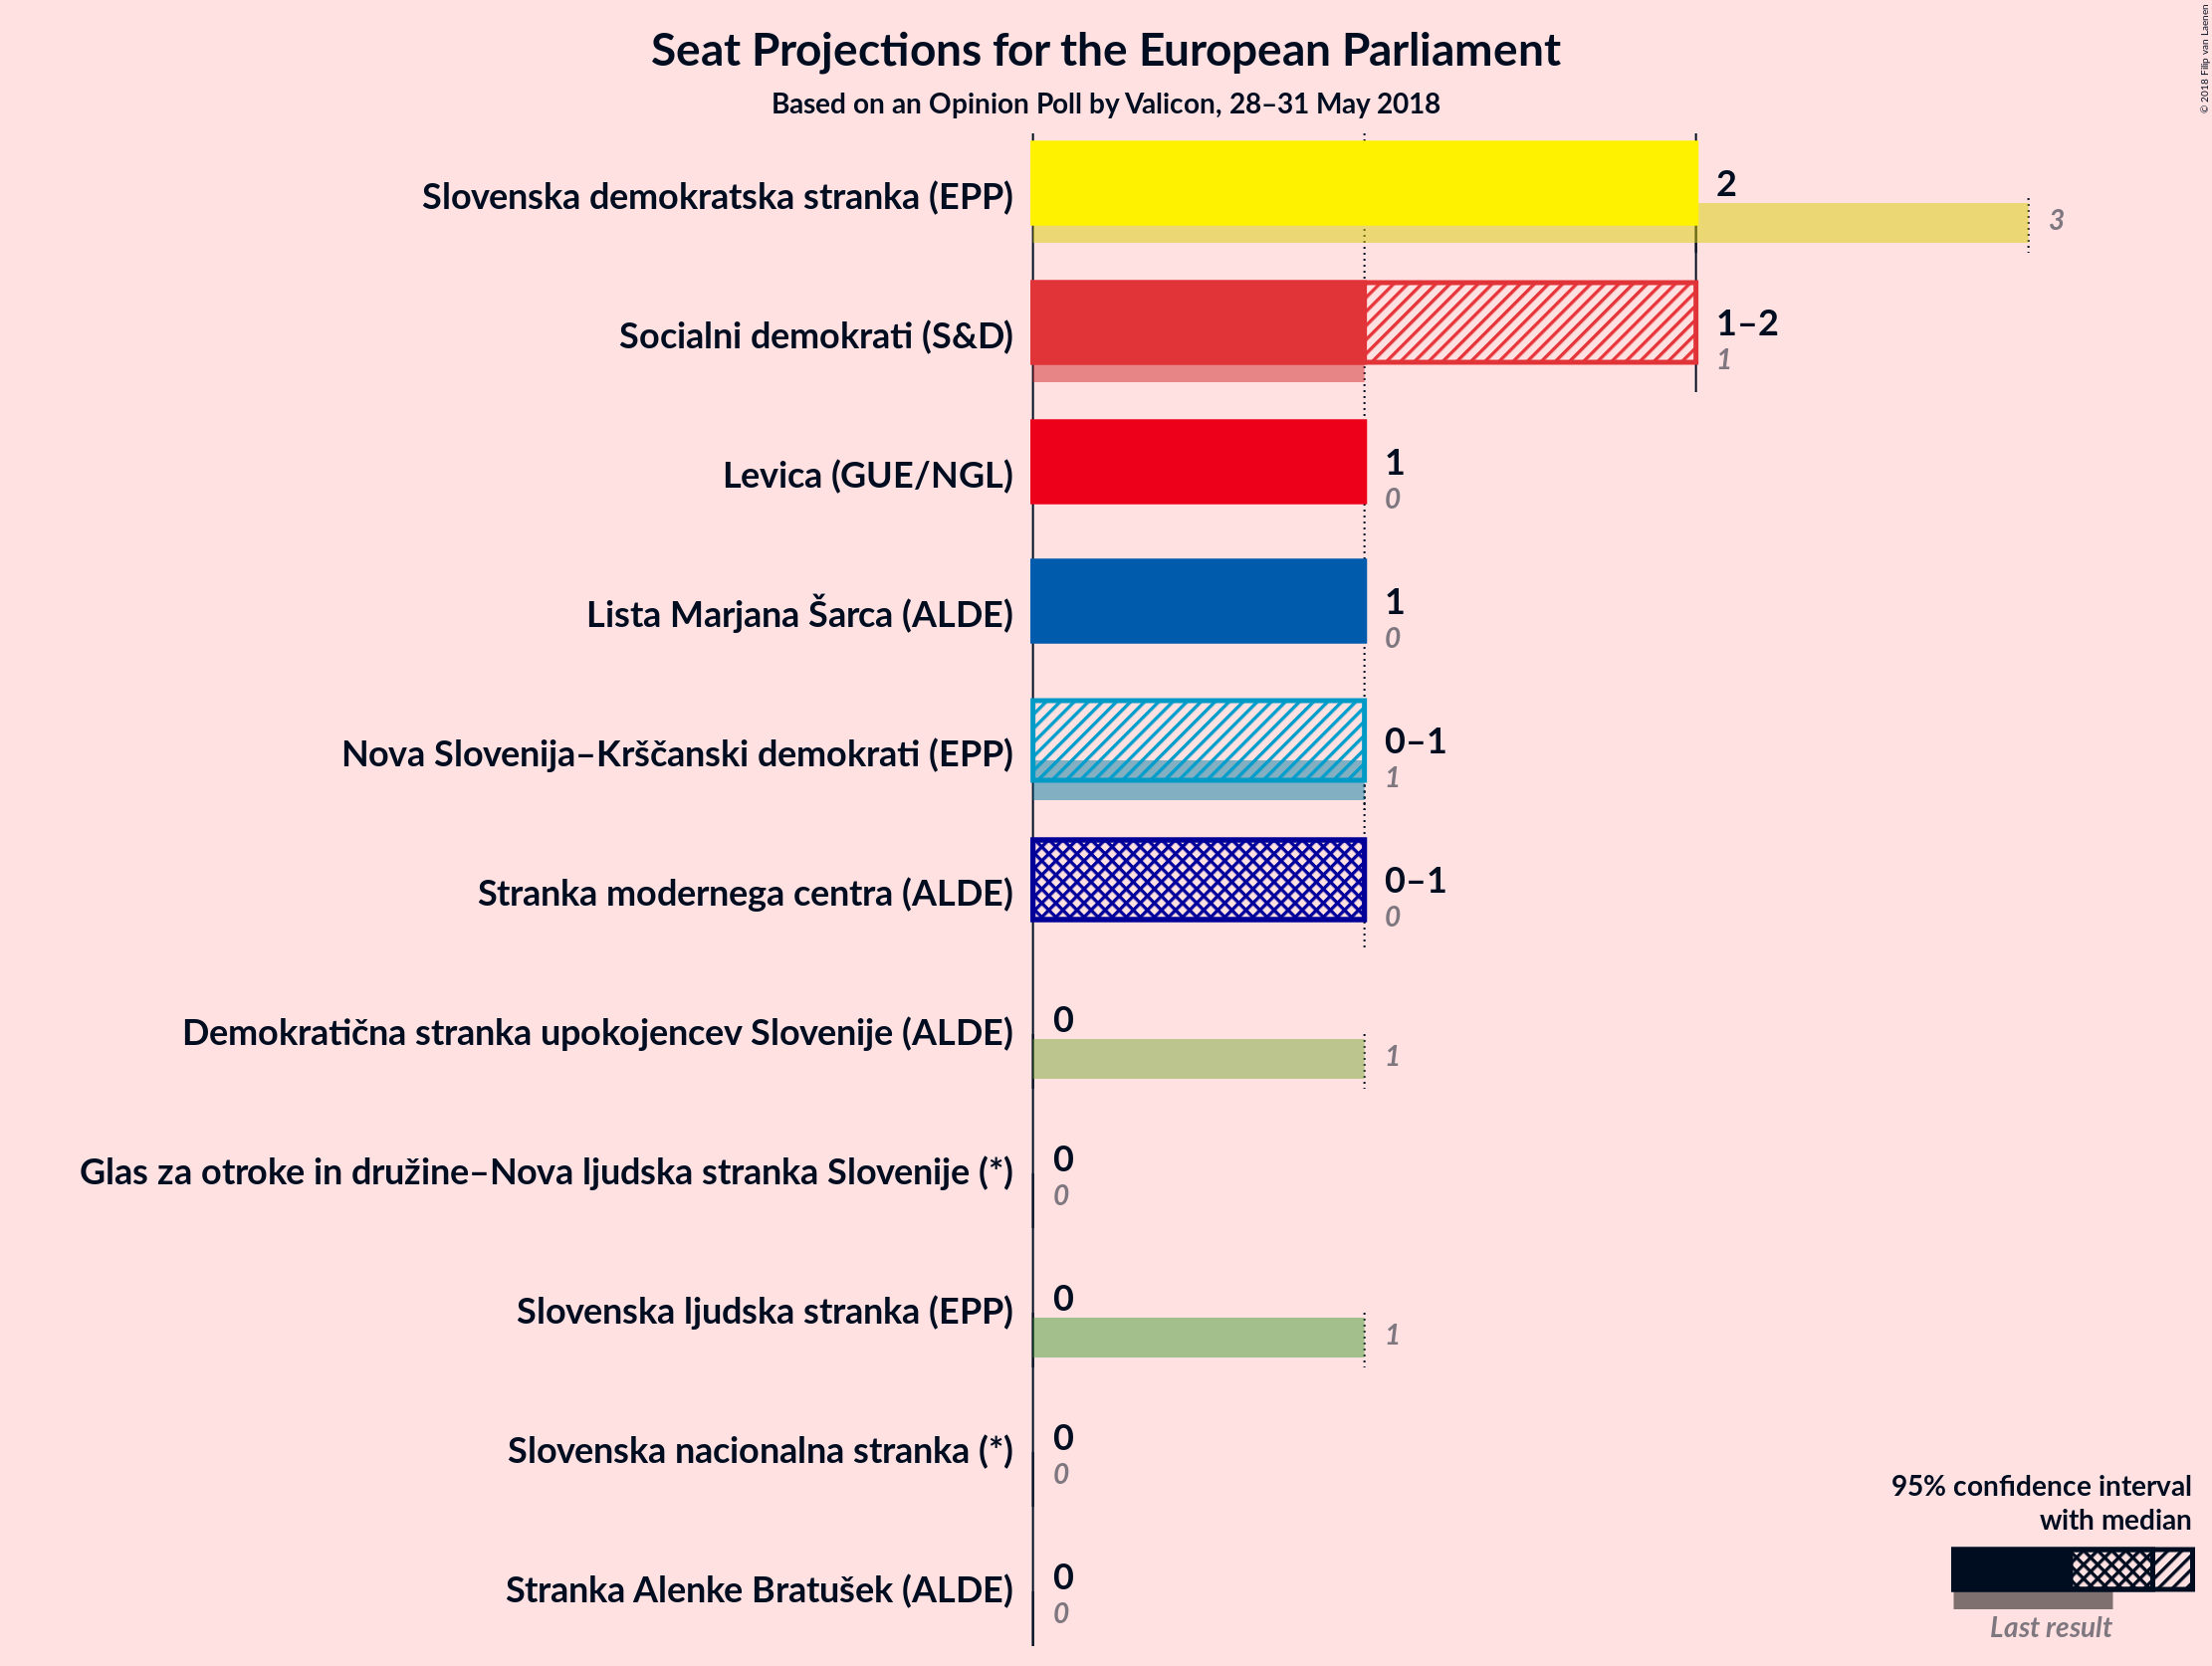 Seat Projections for the European Parliament
Based on an Opinion Poll by Valicon, 28–31 May 2018
© 2018 Filip van Laenen
Slovenska demokratska stranka (EPP)
2
3
Socialni demokrati (S&D)
1–2
1
Levica (GUE/NGL)
1
0
Lista Marjana Šarca (ALDE)
1
0
Nova Slovenija–Krščanski demokrati (EPP)
0–1
1
Stranka modernega centra (ALDE)
0–1
0
Demokratična stranka upokojencev Slovenije (ALDE)
0
1
Glas za otroke in družine–Nova ljudska stranka Slovenije (*)
0
0
Slovenska ljudska stranka (EPP)
0
1
Slovenska nacionalna stranka (*)
0
0
Stranka Alenke Bratušek (ALDE)
0
0
95% confidence interval
with median
Last result